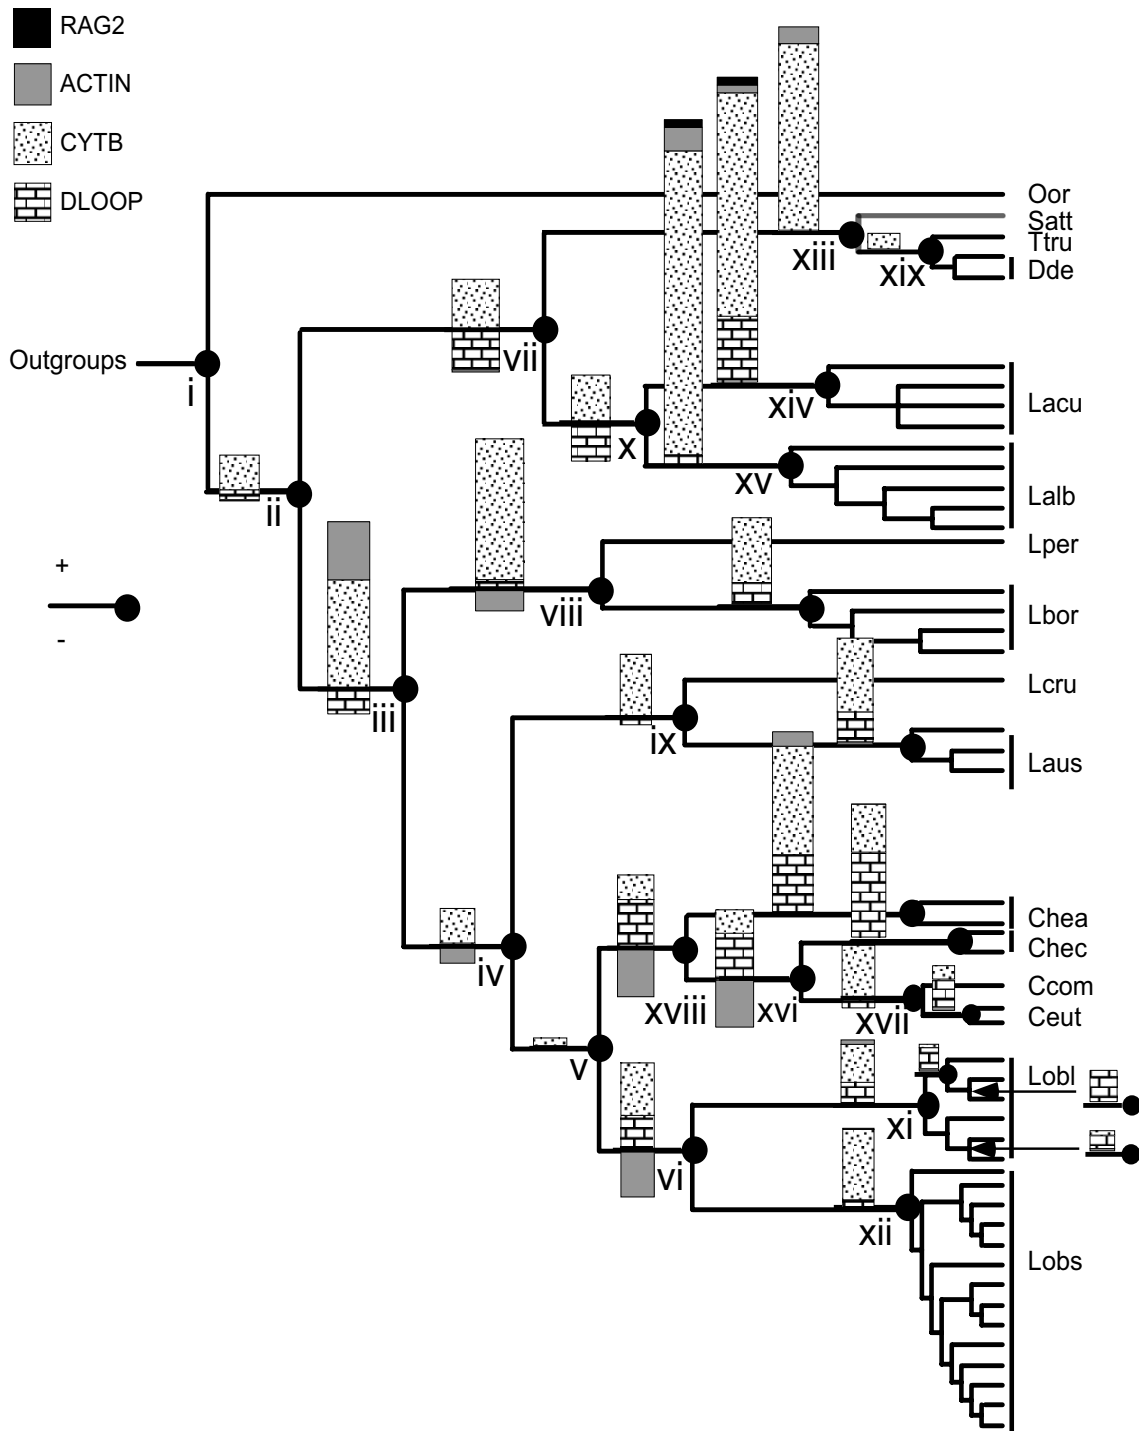 RAG2
ACTIN
CYTB
DLOOP
Oor
Satt
Ttru
xiii
xix
Dde
Outgroups
vii
i
xiv
Lacu
x
xv
Lalb
ii
Lper
+
viii
Lbor
-
Lcru
iii
ix
Laus
Chea
Chec
iv
Ccom
xviii
xvi
xvii
Ceut
v
Lobl
xi
vi
xii
Lobs